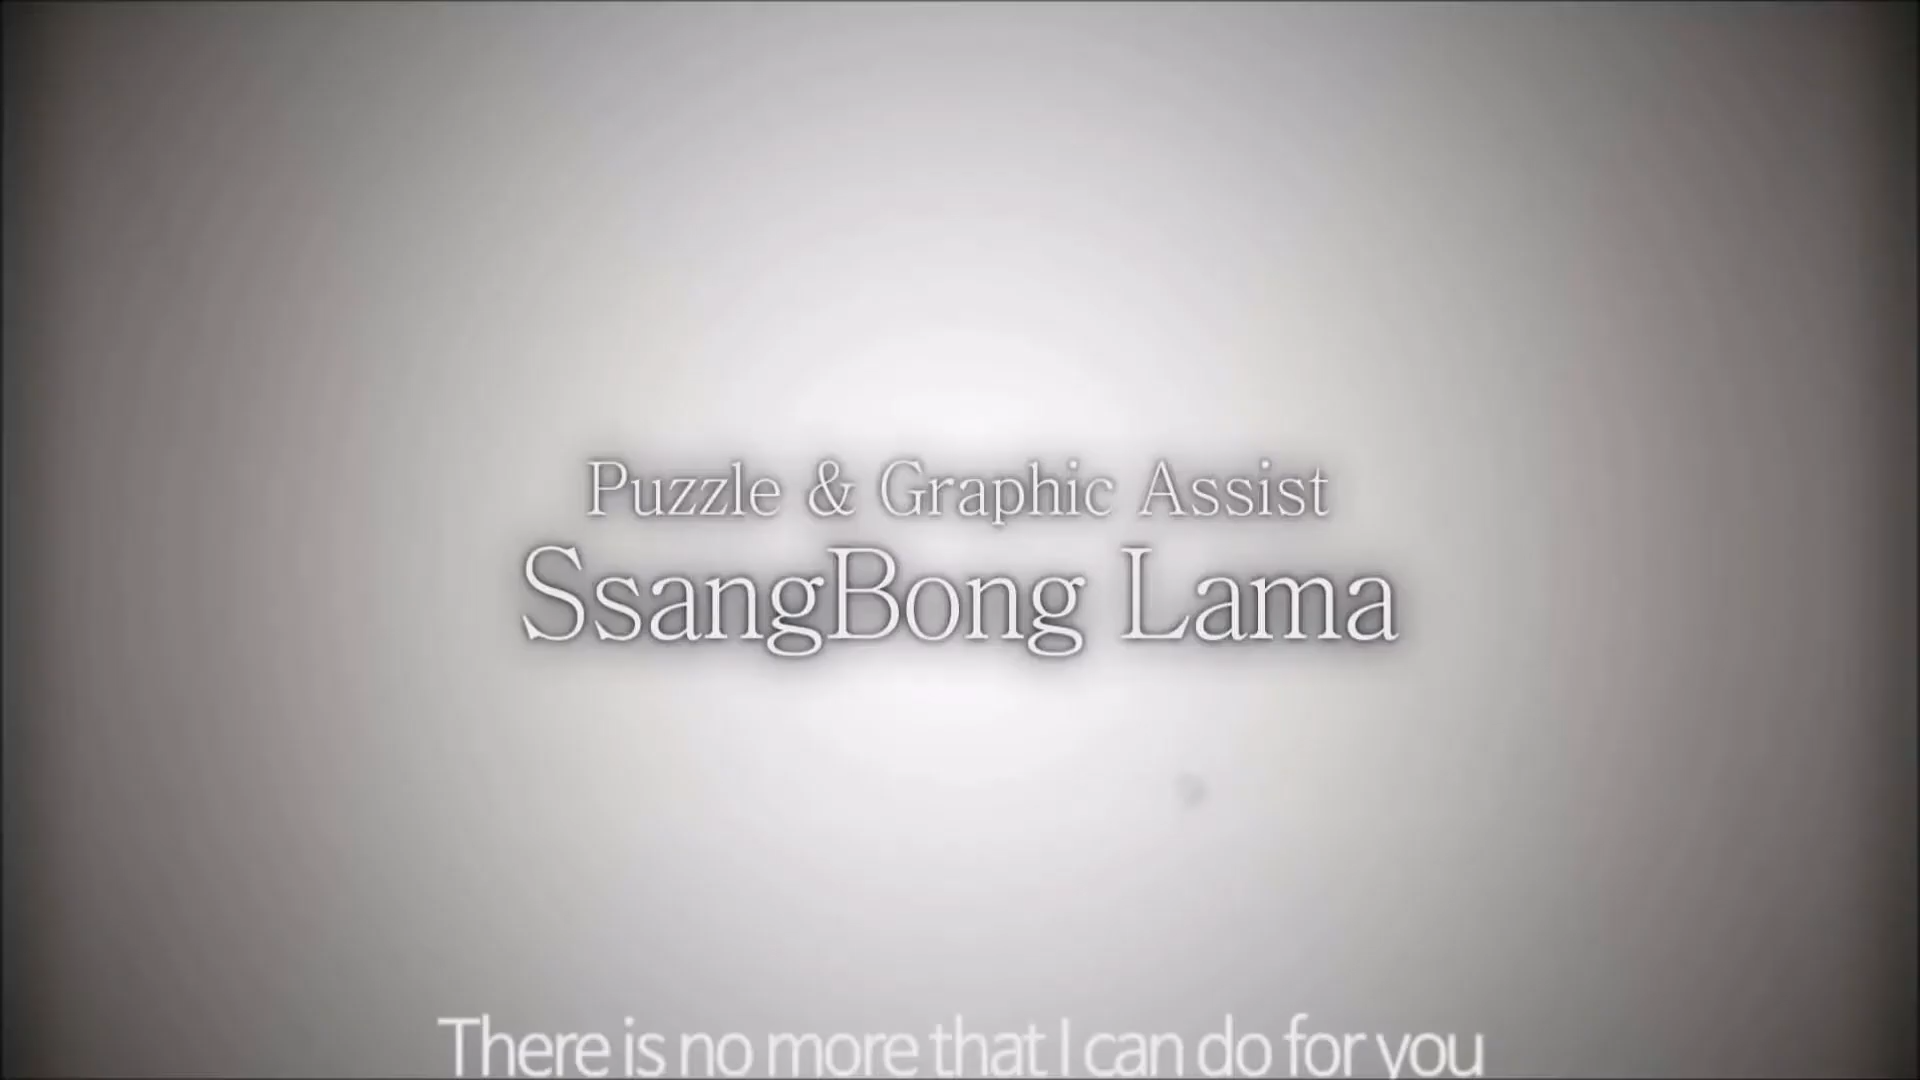 Puzzle & Graphic Assist
SsangBong Lama
There is no more that I can do for you